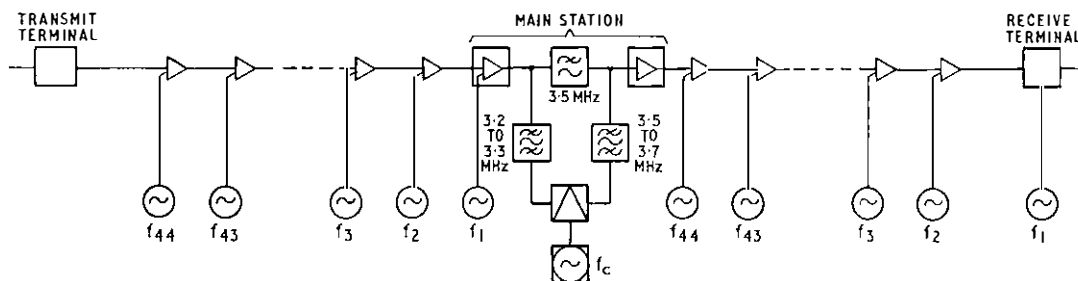 TRANSMIT
TERMINAL
MAIN STATION
RECEIVE
TERMINAL
3·5 MHz
3·2
TO
3·3
MHz
3·5
TO
3·7
MHz
f44
f43
f3
f2
f1
f44
f43
f3
f2
f1
fc